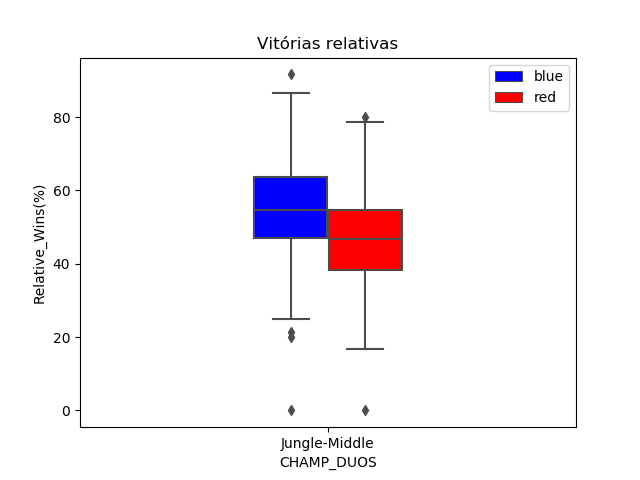 Vitórias relativas
blue
red
Relative_Wins(%)
80
60
40
20
0
Jungle-Middle
CHAMP_DUOS